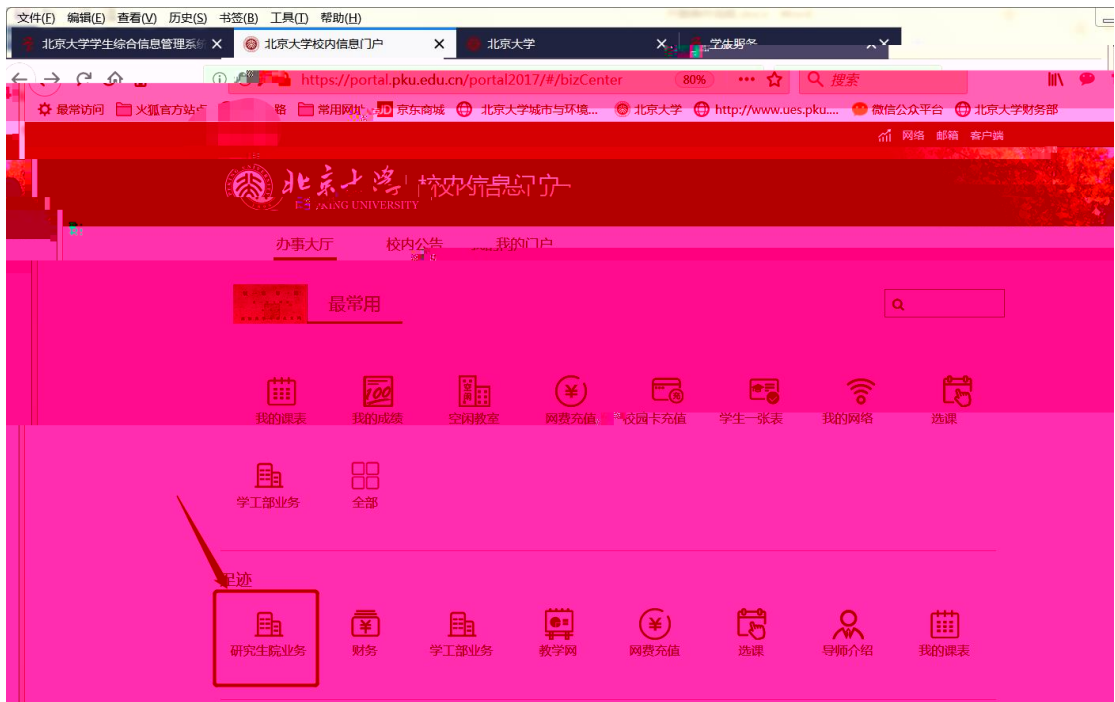 文件(F) 编辑(E) 查看(V) 历史(S) 书签(B) 工具(T) 帮助(H)
北京大学学生综合信息管理系统 北京大学校内信息门户 北京大学
https://portal.pku.edu.cn/portal2017/#/bizCenter 80% 搜索
最常访问 火狐官方站点 常用网址 JD 京东商城 北京大学城市与环境... 北京大学 http://www.ues.pku.... 微信公众平台 北京大学财务部
网络 邮箱 客户端
北京大学 校内信息门户
UNIVERSITY
办事大厅 校内公告 我的门户
最常用
我的课表 我的成绩 空闲教室 网费充值 校园卡充值 学生一张表 我的网络 选课
学工部业务 全部
足迹
研究生院业务 财务 学工部业务 教学网 网费充值 选课 导师介绍 我的课表